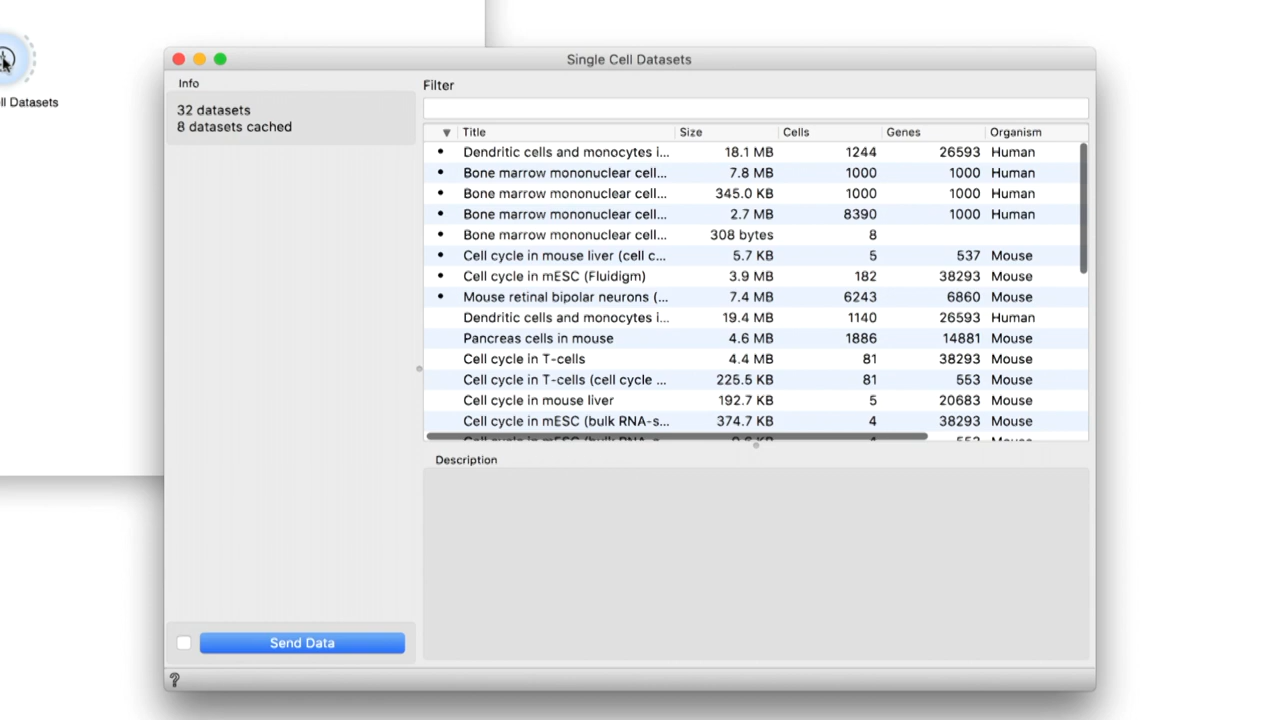 ll Datasets
Single Cell Datasets
Info
32 datasets
8 datasets cached
Filter
▼ Title Size Cells Genes Organism
• Dendritic cells and monocytes i... 18.1 MB 1244 26593 Human
• Bone marrow mononuclear cell... 7.8 MB 1000 1000 Human
• Bone marrow mononuclear cell... 345.0 KB 1000 1000 Human
• Bone marrow mononuclear cell... 2.7 MB 8390 1000 Human
• Bone marrow mononuclear cell... 308 bytes 8
• Cell cycle in mouse liver (cell c... 5.7 KB 5 537 Mouse
• Cell cycle in mESC (Fluidigm) 3.9 MB 182 38293 Mouse
• Mouse retinal bipolar neurons (... 7.4 MB 6243 6860 Mouse
Dendritic cells and monocytes i... 19.4 MB 1140 26593 Human
Pancreas cells in mouse 4.6 MB 1886 14881 Mouse
Cell cycle in T-cells 4.4 MB 81 38293 Mouse
Cell cycle in T-cells (cell cycle ... 225.5 KB 81 553 Mouse
Cell cycle in mouse liver 192.7 KB 5 20683 Mouse
Cell cycle in mESC (bulk RNA-s... 374.7 KB 4 38293 Mouse
Description
Send Data
?